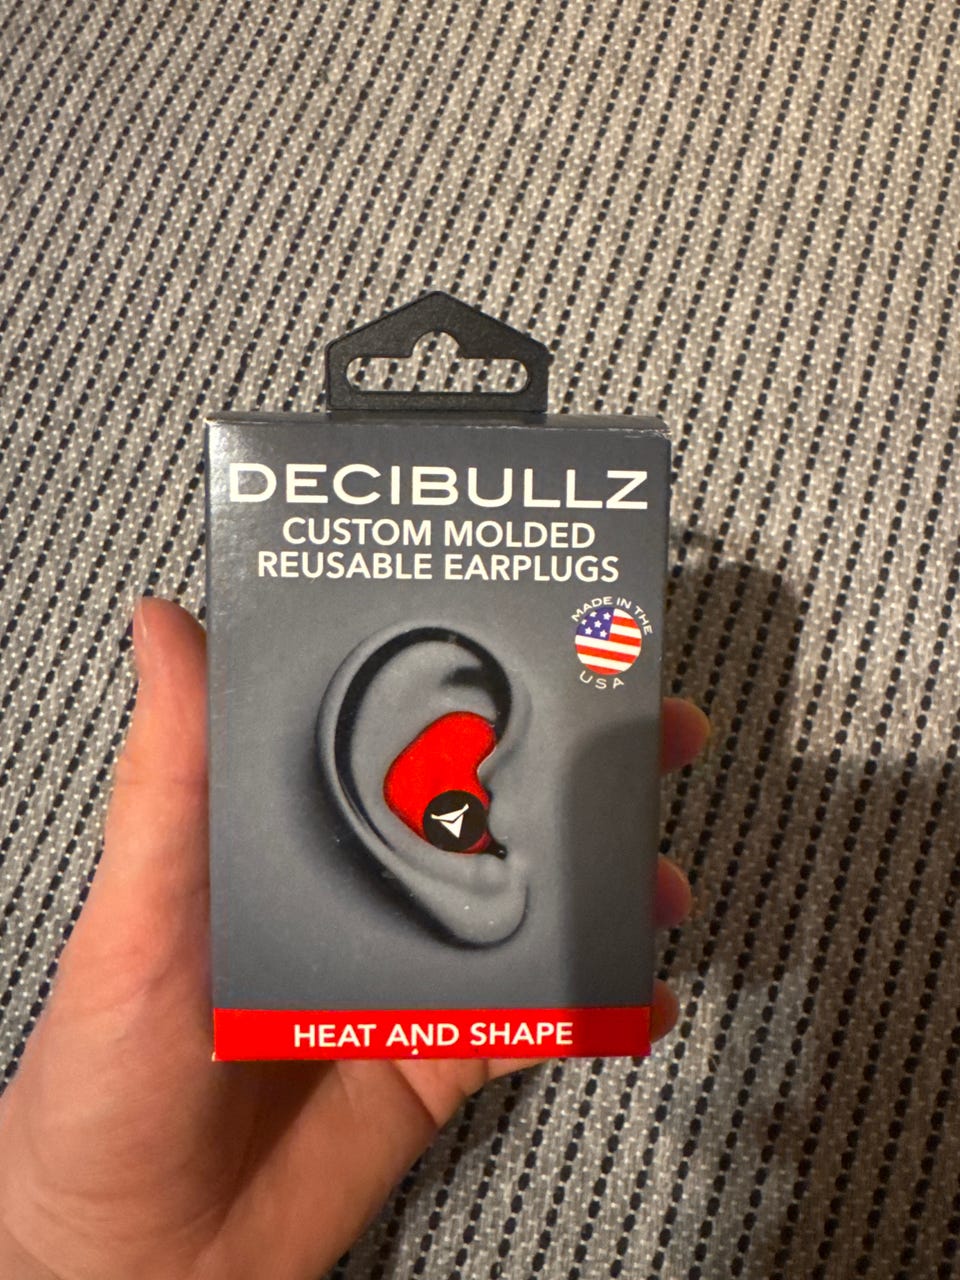 DECIBULLZ
CUSTOM MOLDED
REUSABLE EARPLUGS
MADE IN THE
USA
HEAT AND SHAPE